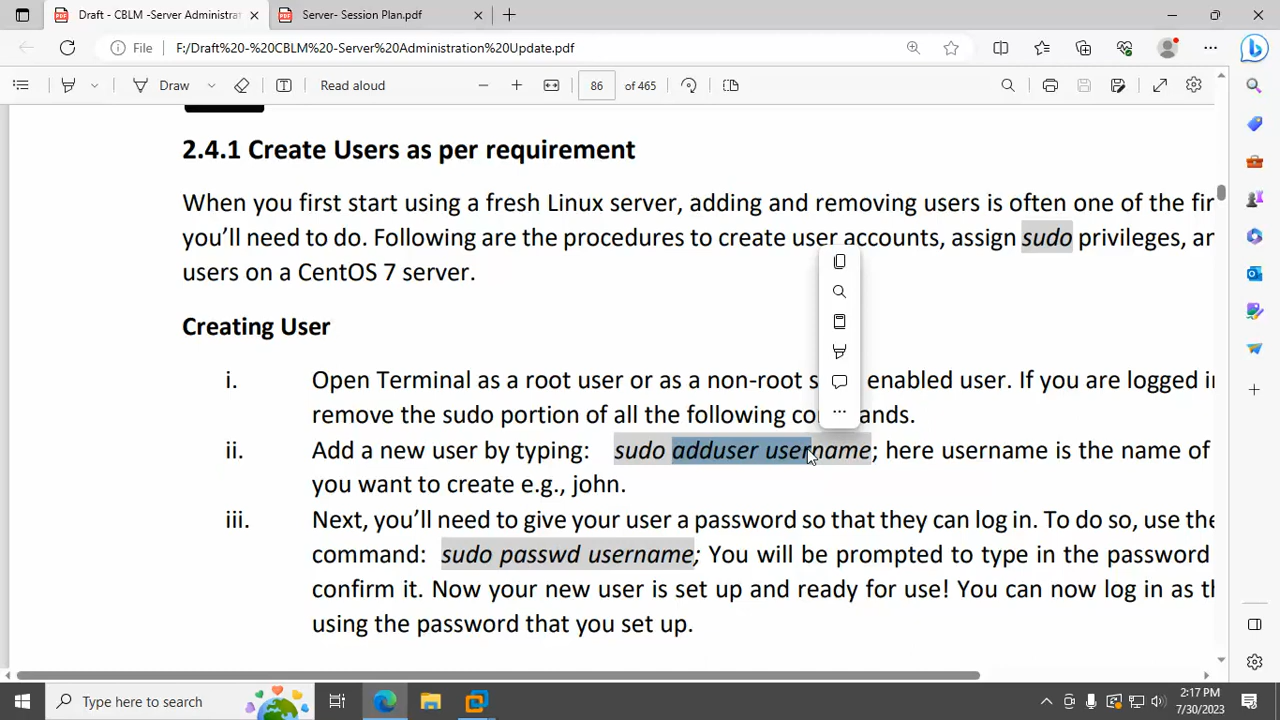 Draft - CBLM -Server Administra
Server- Session Plan.pdf
File
F:/Draft%20-%20CBLM%20-Server%20Administration%20Update.pdf
Draw
Read aloud
86
of 465
2.4.1 Create Users as per requirement
When you first start using a fresh Linux server, adding and removing users is often one of the fir
you’ll need to do. Following are the procedures to create user accounts, assign sudo privileges, an
users on a CentOS 7 server.
Creating User
i. Open Terminal as a root user or as a non-root s enabled user. If you are logged in
remove the sudo portion of all the following co ands.
ii. Add a new user by typing: sudo adduser username; here username is the name of
you want to create e.g., john.
iii. Next, you’ll need to give your user a password so that they can log in. To do so, use the
command: sudo passwd username; You will be prompted to type in the password
confirm it. Now your new user is set up and ready for use! You can now log in as th
using the password that you set up.
Type here to search
2:17 PM
7/30/2023